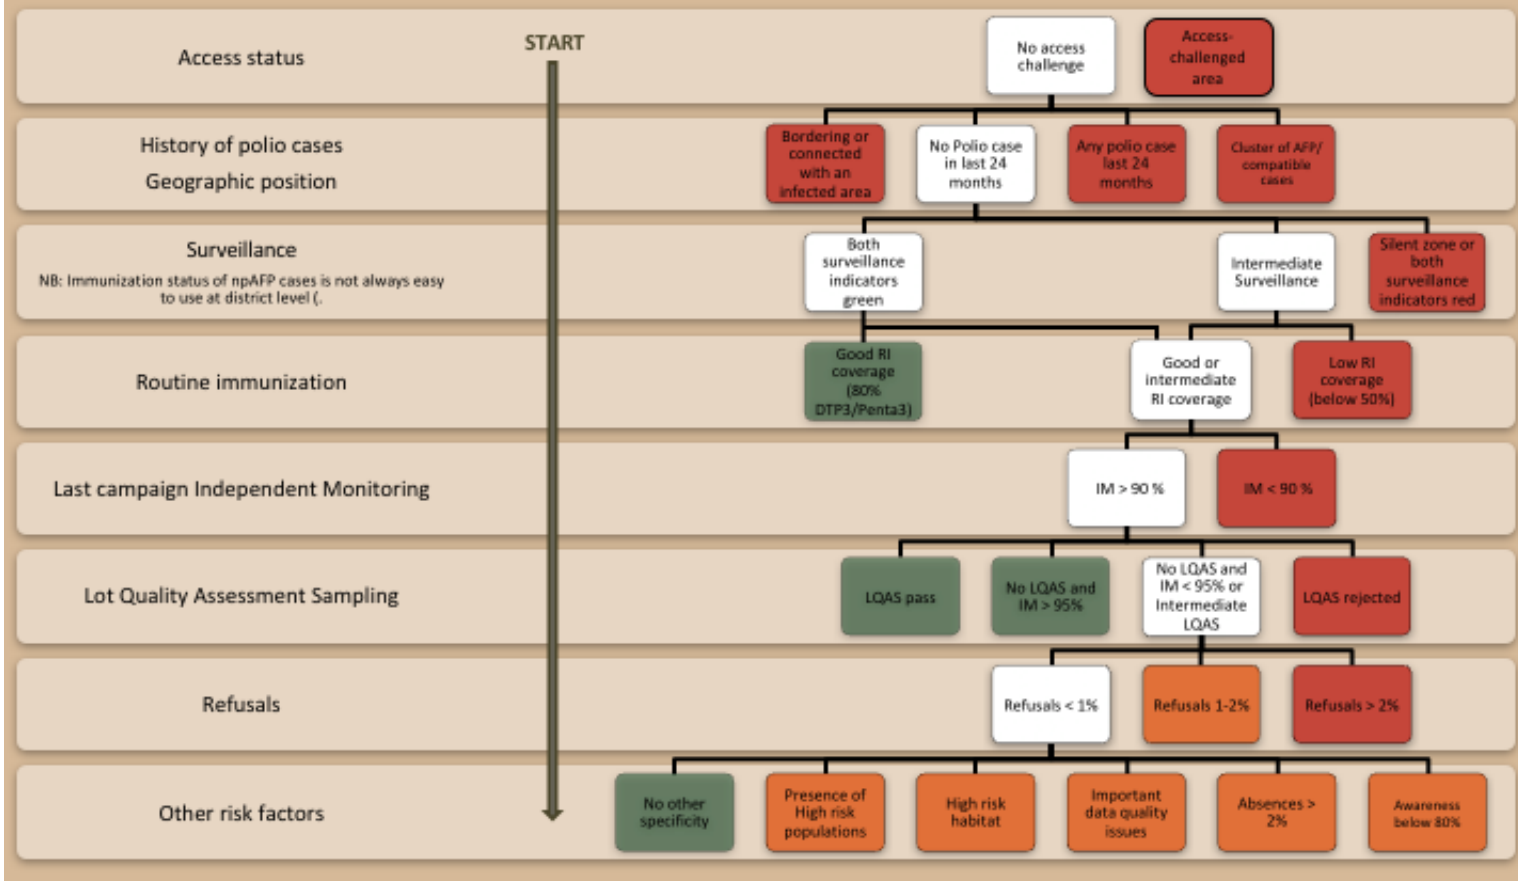 START
Access status
No access
challenge
Access-
challenged
area
History of polio cases
Geographic position
Bordering or
connected
with an
infected area
No Polio case
in last 24
months
Any polio case
last 24
months
Cluster of AFP/
compatible
cases
Surveillance
NB: Immunization status of npAFP cases is not always easy
to use at district level (.
Both
surveillance
indicators
green
Intermediate
Surveillance
Silent zone or
both
surveillance
indicators red
Routine immunization
Good RI
coverage
(80%
DTP3/Penta3)
Good or
intermediate
RI coverage
Low RI
coverage
(below 50%)
Last campaign Independent Monitoring
IM > 90 %
IM < 90 %
Lot Quality Assessment Sampling
LQAS pass
No LQAS and
IM > 95%
No LQAS and
IM < 95% or
Intermediate
LQAS
LQAS rejected
Refusals
Refusals < 1%
Refusals 1-2%
Refusals > 2%
Other risk factors
No other
specificity
Presence of
High risk
populations
High risk
habitat
Important
data quality
issues
Absences >
2%
Awareness
below 80%